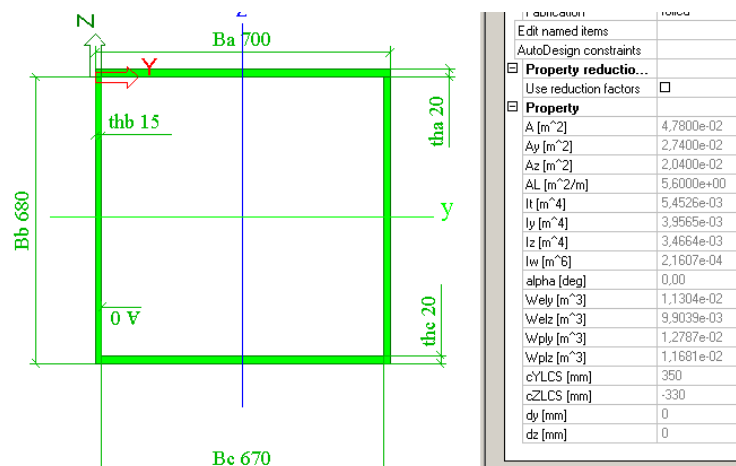 Z
z
Ba 700
Y
thb 15
tha 20
Bb 680
y
0 A
thc 20
Bc 670
Fabrication rolled
Edit named items
AutoDesign constraints
Property reductio...
Use reduction factors
Property
A [m^2] 4,7800e-02
Ay [m^2] 2,7400e-02
Az [m^2] 2,0400e-02
AL [m^2/m] 5,6000e+00
It [m^4] 5,4526e-03
Iy [m^4] 3,9565e-03
Iz [m^4] 3,4664e-03
Iw [m^6] 2,1607e-04
alpha [deg] 0,00
Wely [m^3] 1,1304e-02
Welz [m^3] 9,9039e-03
Wply [m^3] 1,2787e-02
Wplz [m^3] 1,1681e-02
cYLCS [mm] 350
cZLCS [mm] -330
dy [mm] 0
dz [mm] 0